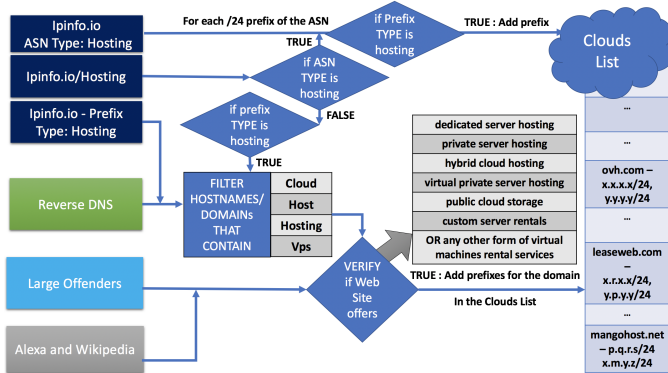 Ipinfo.io
ASN Type: Hosting
For each /24 prefix of the ASN
if Prefix
TYPE is
hosting
TRUE : Add prefix
Clouds
List
TRUE
Ipinfo.io/Hosting
if ASN
TYPE is
hosting
FALSE
Ipinfo.io - Prefix
Type: Hosting
if prefix
TYPE is
hosting
TRUE
Reverse DNS
FILTER
HOSTNAMES/
DOMAINs
THAT
CONTAIN
Cloud
Host
Hosting
Vps
dedicated server hosting
private server hosting
hybrid cloud hosting
virtual private server hosting
public cloud storage
custom server rentals
OR any other form of virtual
machines rental services
Large Offenders
Alexa and Wikipedia
VERIFY
if Web
Site
offers
TRUE : Add prefixes for the domain
In the Clouds List
...
...
ovh.com –
x.x.x.x/24,
y.y.y.y/24
...
leaseweb.com
–
x.r.x.x/24,
y.p.y.y/24
...
mangohost.net
– p.q.r.s/24
x.m.y.z/24